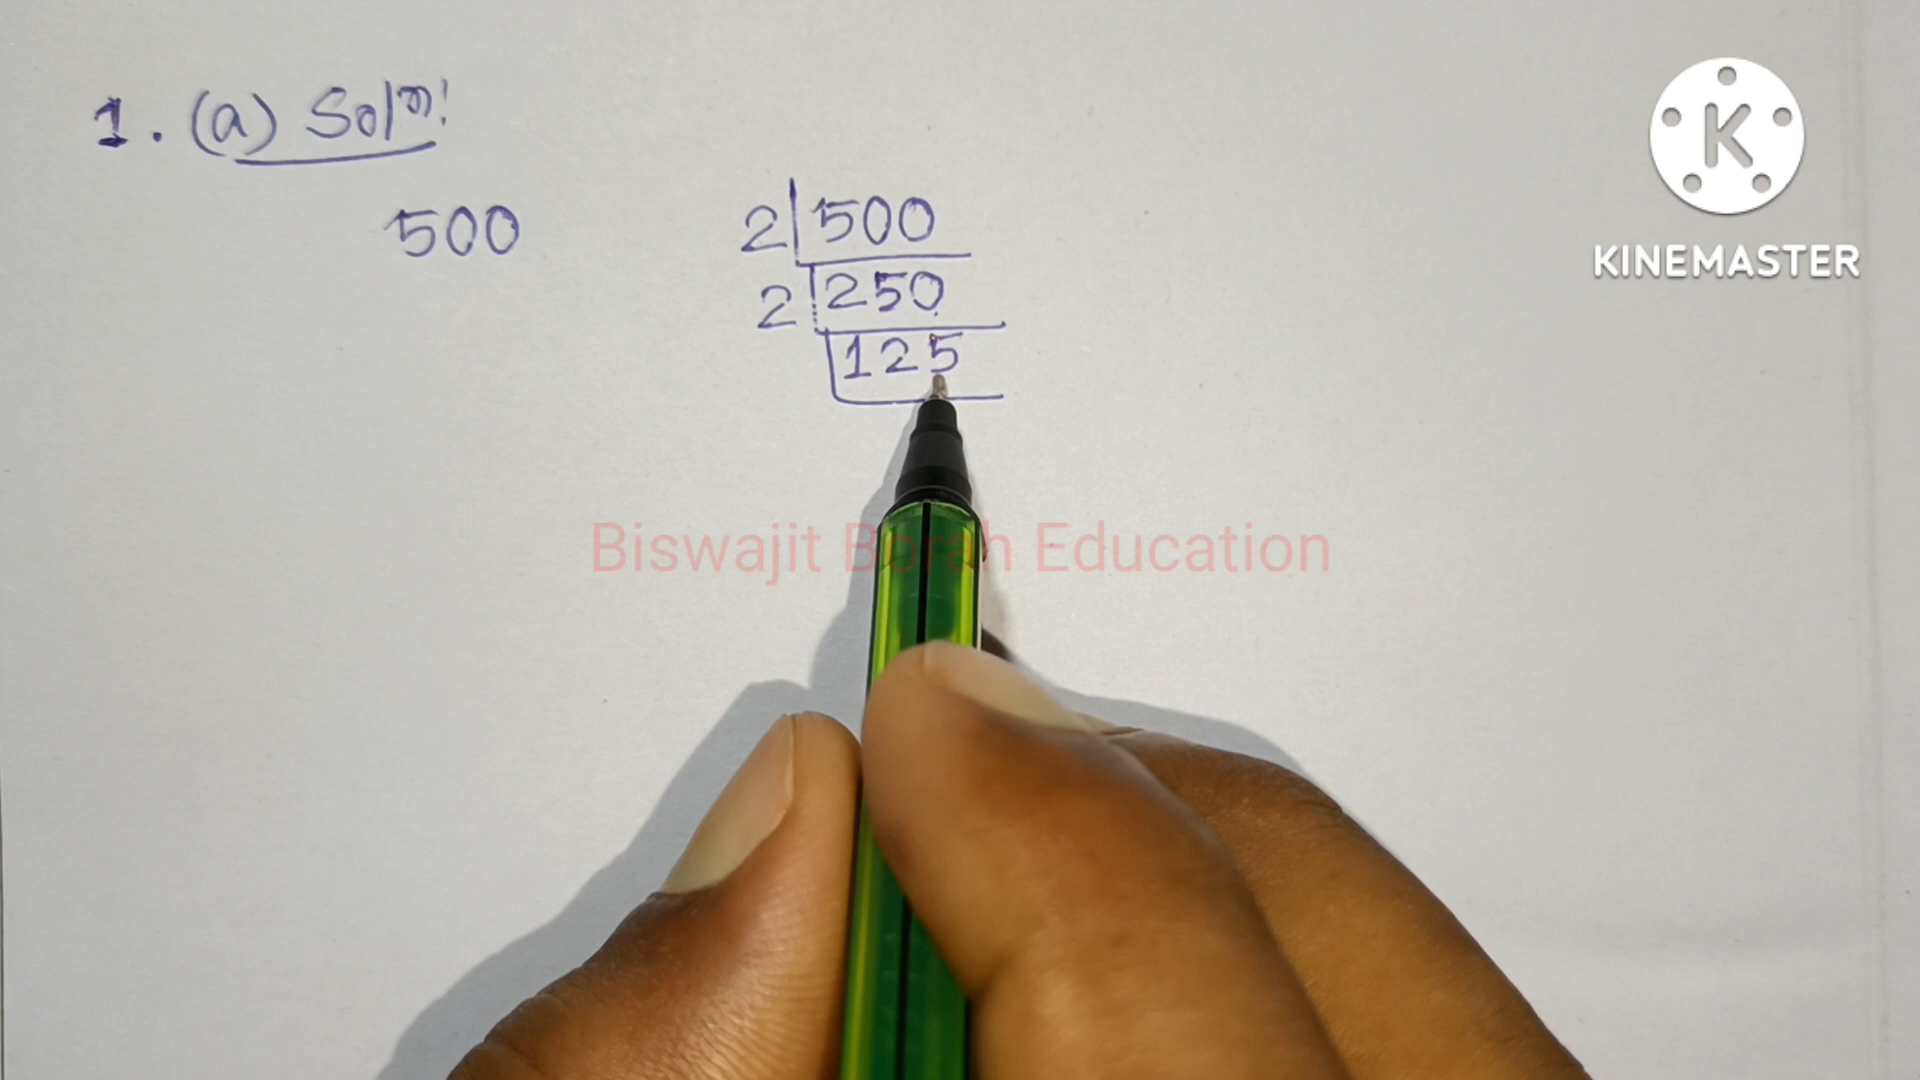 1. (a) Solⁿ:
500
2 500
2 250
125
K
KINEMASTER
Biswajit Borah Education